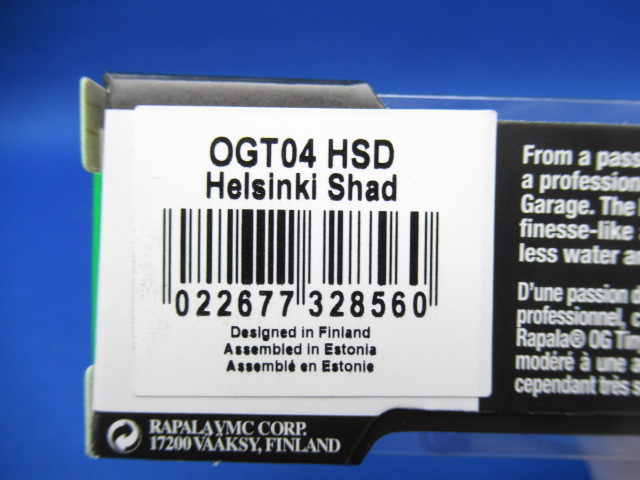 OGT04 HSD
Helsinki Shad
022677 328560
Designed in Finland
Assembled in Estonia
Assemblé en Estonie
RAPALA VMC CORP.
17200 VÄÄKSY, FINLAND
From a pass
a profession
Garage. The
finesse-like
less water an
D'une passion d
professionnel, c
Rapala® OG Tin
modéré à une a
cependant très s